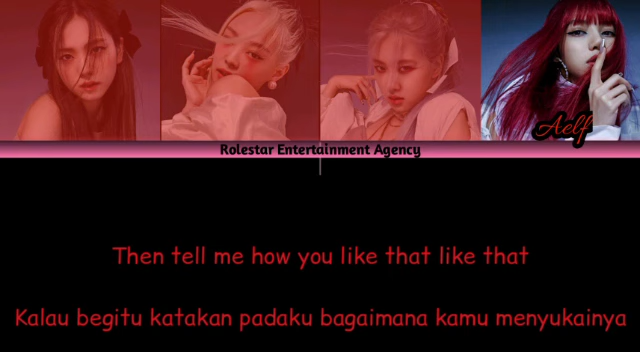 Aelf
Rolestar Entertainment Agency
Then tell me how you like that like that
Kalau begitu katakan padaku bagaimana kamu menyukainya